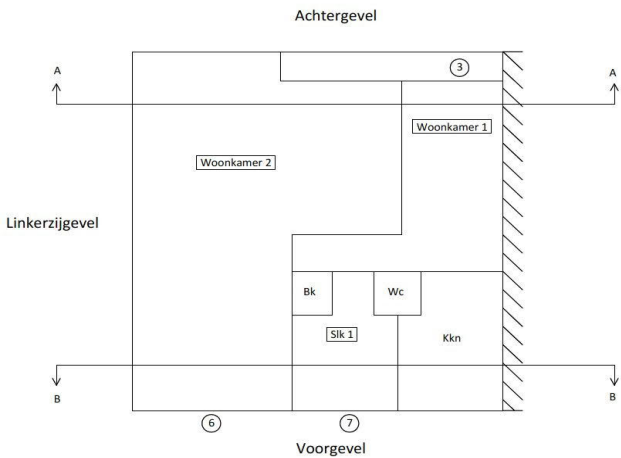 Achtergevel
3
A
A
Woonkamer 1
Woonkamer 2
Linkerzijgevel
Bk
Wc
Slk 1
Kkn
B
B
6
7
Voorgevel